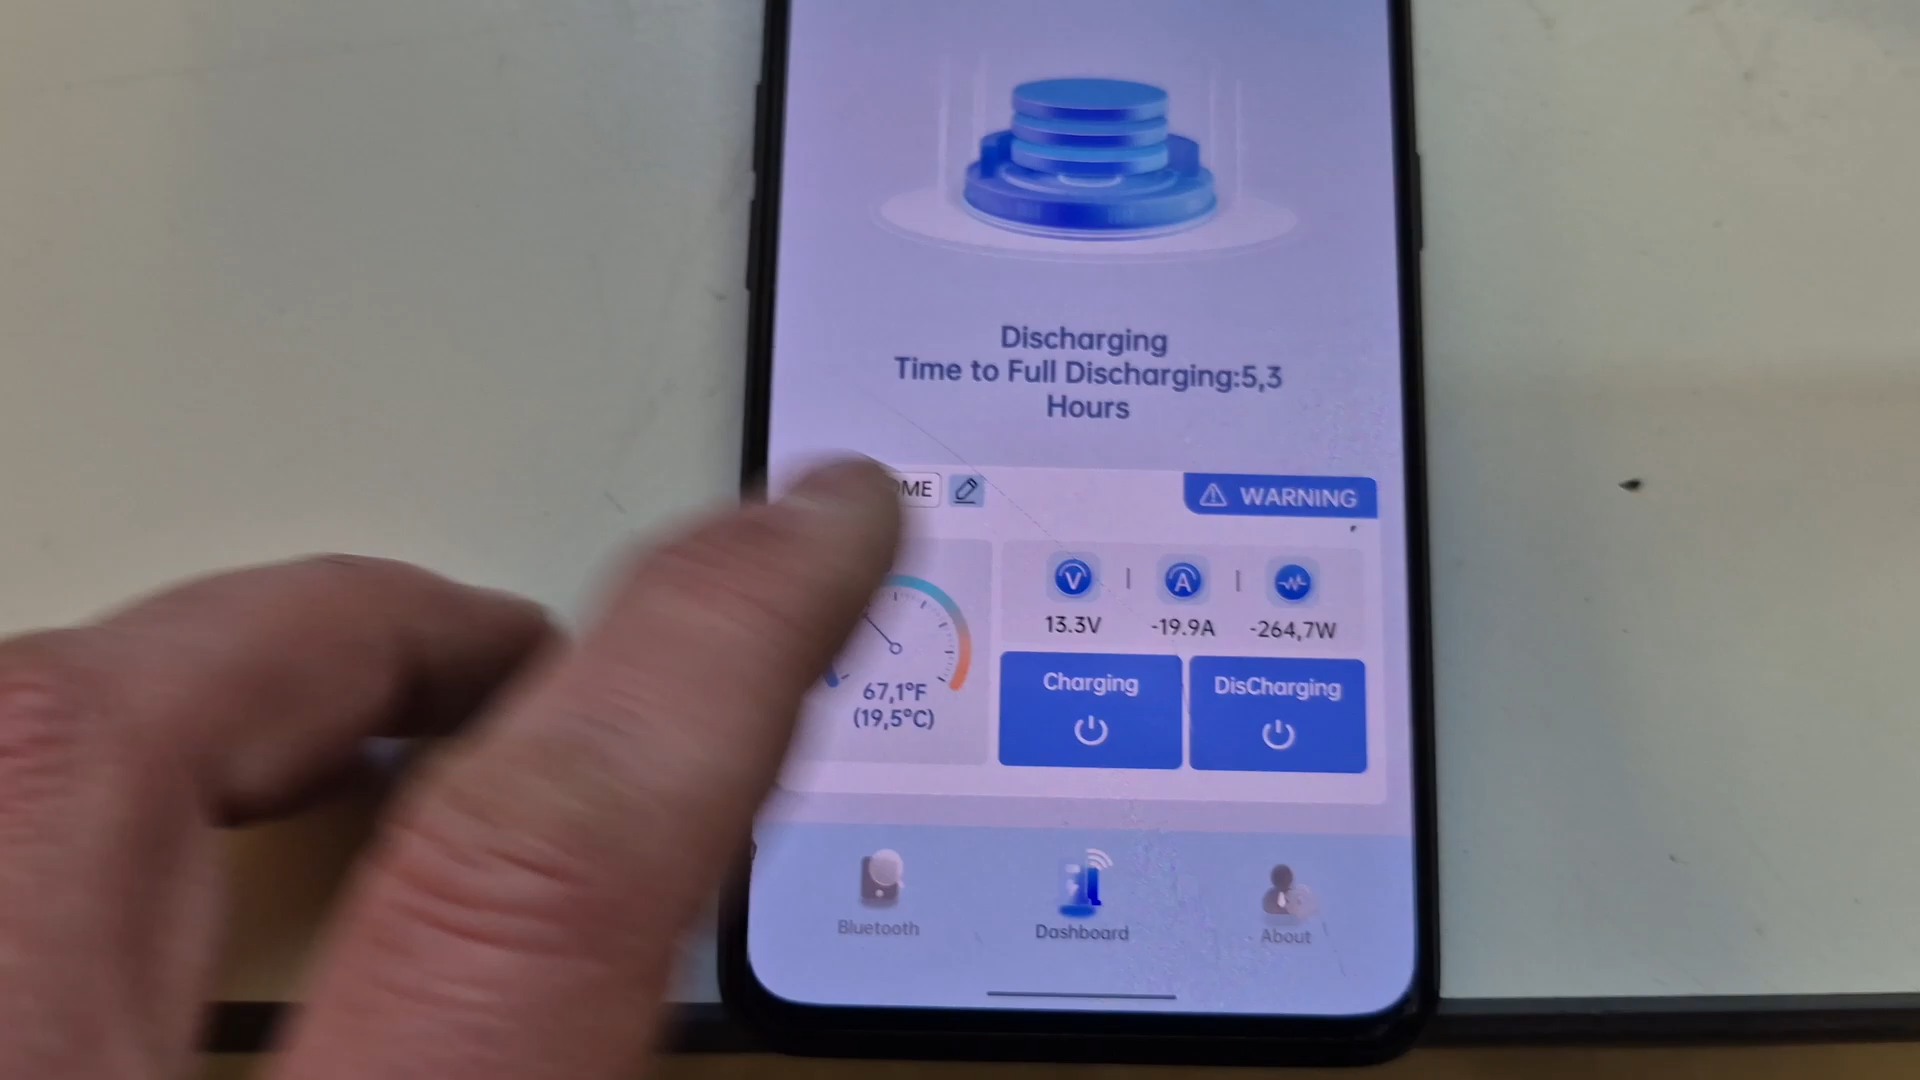 Discharging
Time to Full Discharging:5,3
Hours
OME
WARNING
V
A
13.3V
-19.9A
-264,7W
67,1°F
(19,5°C)
Charging
DisCharging
Bluetooth
Dashboard
About